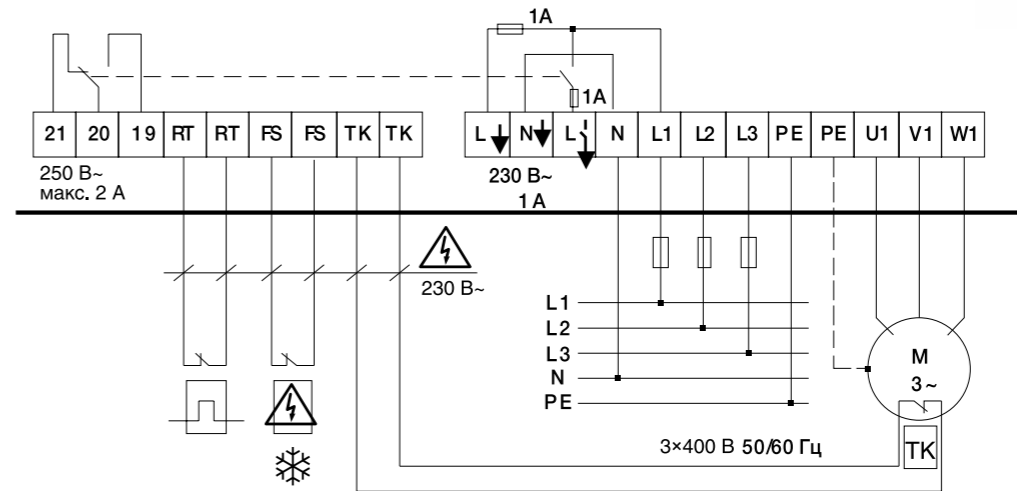 1A
1A
21 20 19 RT RT FS FS TK TK
L N L N L1 L2 L3 PE PE U1 V1 W1
250 В~
макс. 2 А
230 В~
1 A
230 В~
L1
L2
L3
N
PE
M
3~
3×400 В 50/60 Гц
TK